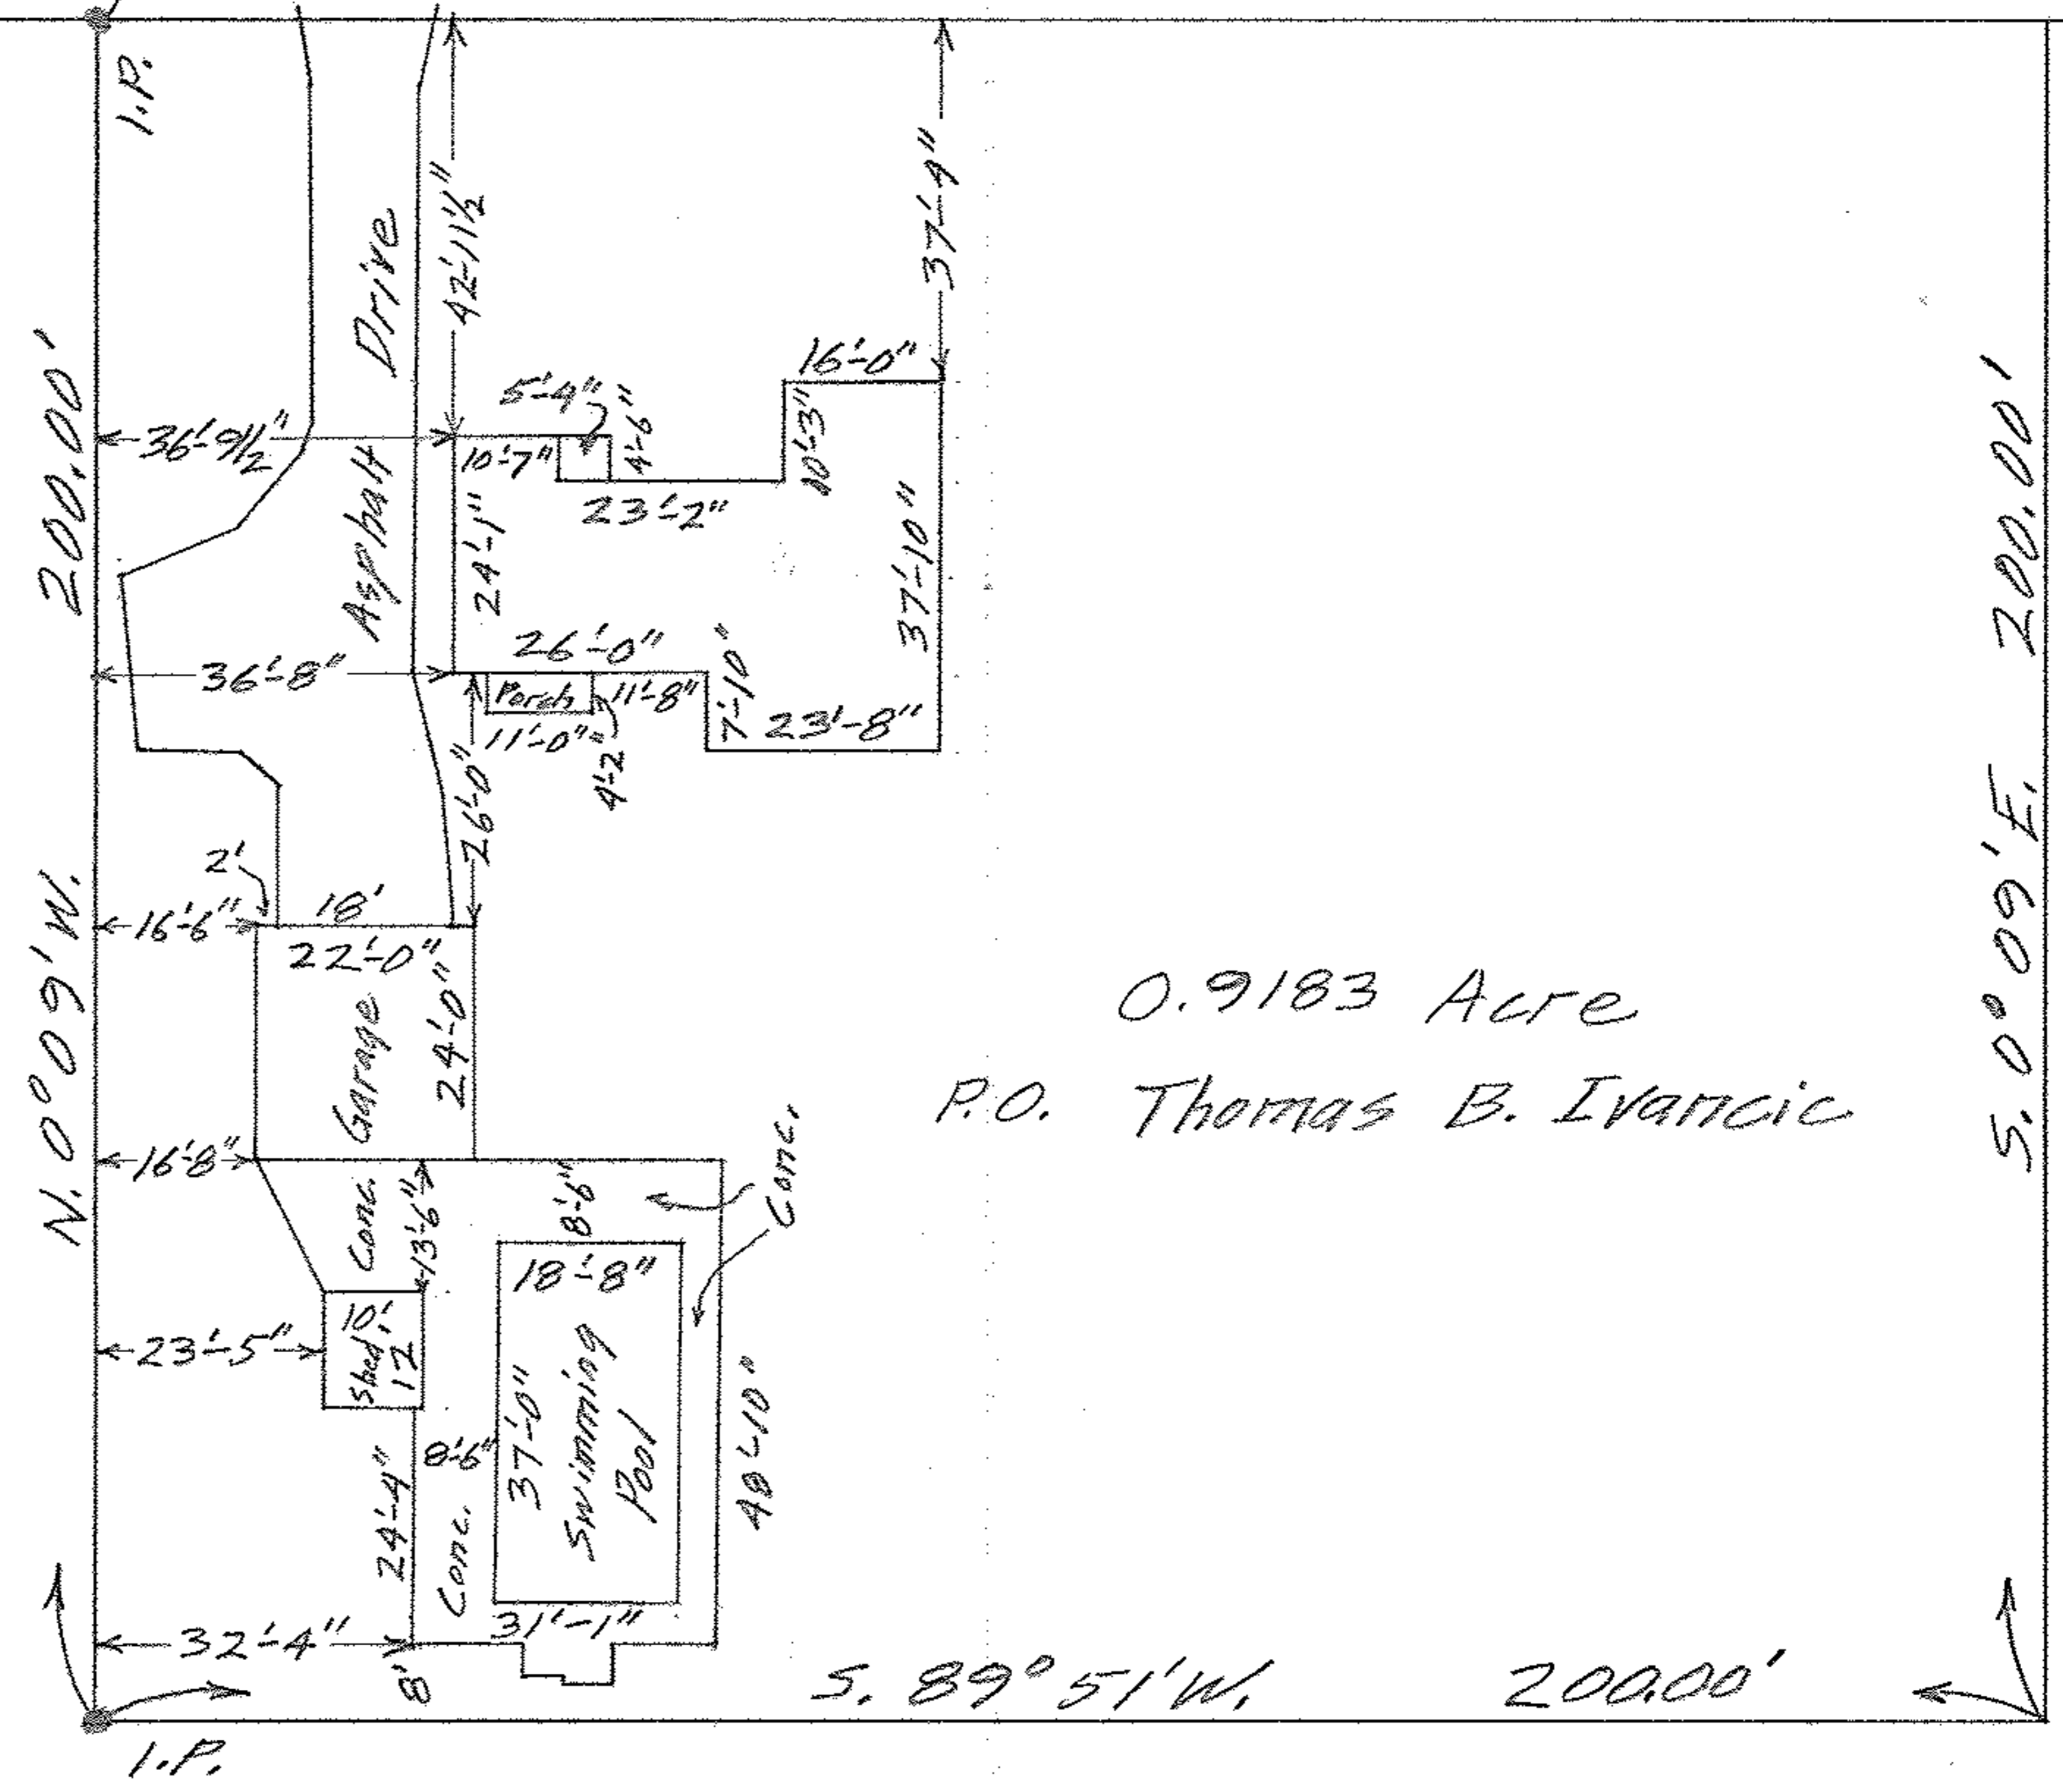 I.P.
200.00'
N. 0°09'W.
Asphalt Drive
42'-11½"
37'-4"
16'-0"
5'-4"
4'-6"
10'-3"
36'-9½"
10'-7"
23'-2"
24'-1"
37'-10"
26'-0"
36'-8"
Porch
11'-8"
7'-10"
23'-8"
11'-0"
4'-2"
26'-0"
2'
16'-6"
18'
22'-0"
24'-0"
Garage
0.9183 Acre
P.O. Thomas B. Ivancic
S. 0°09'E. 200.00'
16'-8"
Conc.
13'-6"
8'-6"
Conc.
18'-8"
10'
Shed
12'
23'-5"
37'-0"
Swimming
Pool
48'-10"
8'-6"
24'-4"
Conc.
31'-1"
32'-4"
8'
S. 89°51'W. 200.00'
I.P.